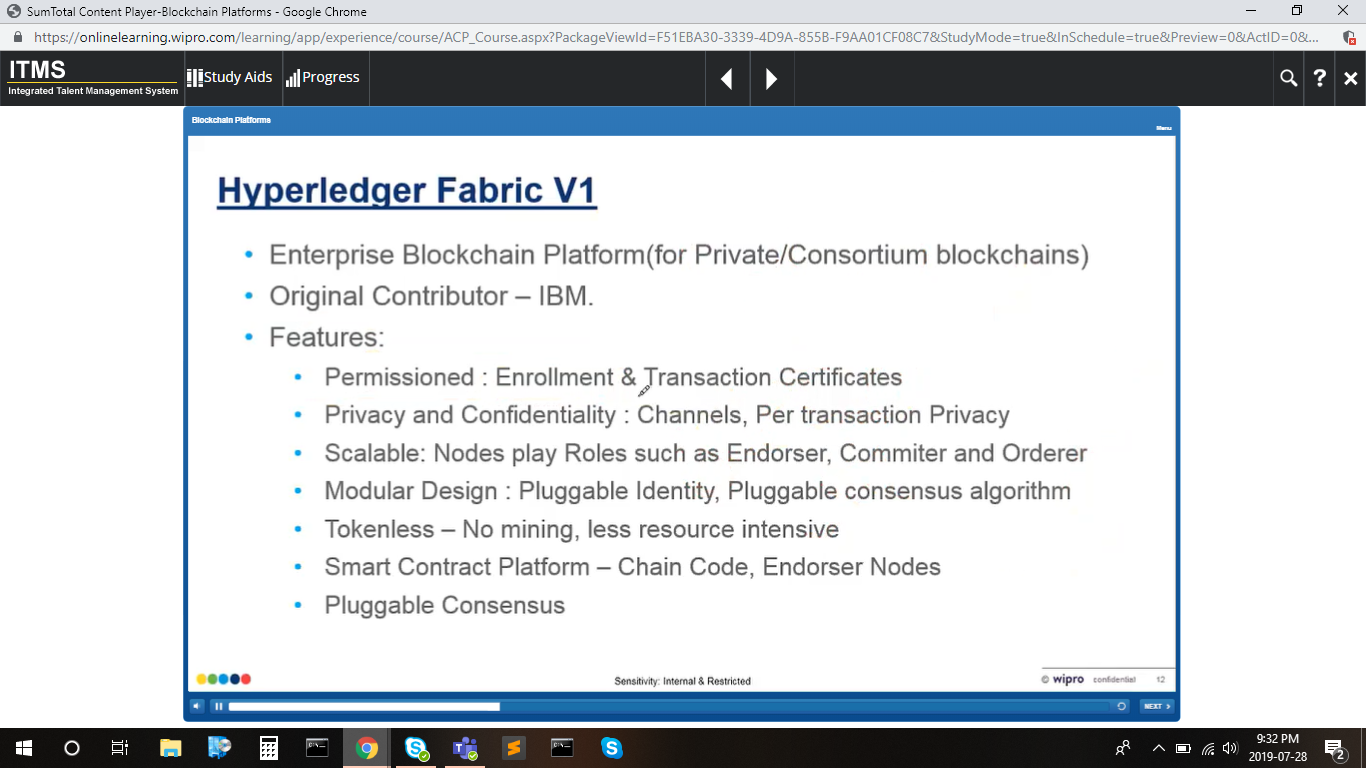 SumTotal Content Player-Blockchain Platforms - Google Chrome
https://onlinelearning.wipro.com/learning/app/experience/course/ACP_Course.aspx?PackageViewId=F51EBA30-3339-4D9A-855B-F9AA01CF08C7&StudyMode=true&InSchedule=true&Preview=0&ActID=0&...
ITMS
Integrated Talent Management System
Study Aids
Progress
Blockchain Platforms
Menu
Hyperledger Fabric V1
• Enterprise Blockchain Platform(for Private/Consortium blockchains)
• Original Contributor – IBM.
• Features:
• Permissioned : Enrollment & Transaction Certificates
• Privacy and Confidentiality : Channels, Per transaction Privacy
• Scalable: Nodes play Roles such as Endorser, Commiter and Orderer
• Modular Design : Pluggable Identity, Pluggable consensus algorithm
• Tokenless – No mining, less resource intensive
• Smart Contract Platform – Chain Code, Endorser Nodes
• Pluggable Consensus
Sensitivity: Internal & Restricted
© wipro confidential 12
NEXT >
9:32 PM
2019-07-28
2